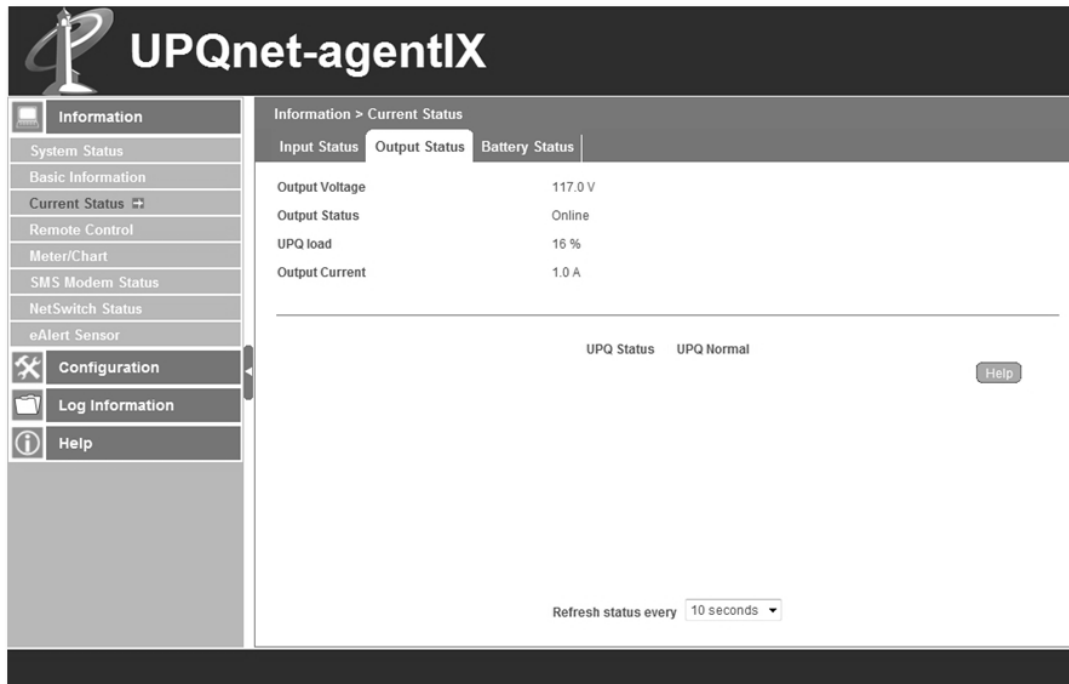 UPQnet-agentIX
Information
System Status
Basic Information
Current Status
Remote Control
Meter/Chart
SMS Modem Status
NetSwitch Status
eAlert Sensor
Configuration
Log Information
Help
Information > Current Status
Input Status Output Status Battery Status
Output Voltage 117.0 V
Output Status Online
UPQ load 16 %
Output Current 1.0 A
UPQ Status UPQ Normal
Help
Refresh status every 10 seconds